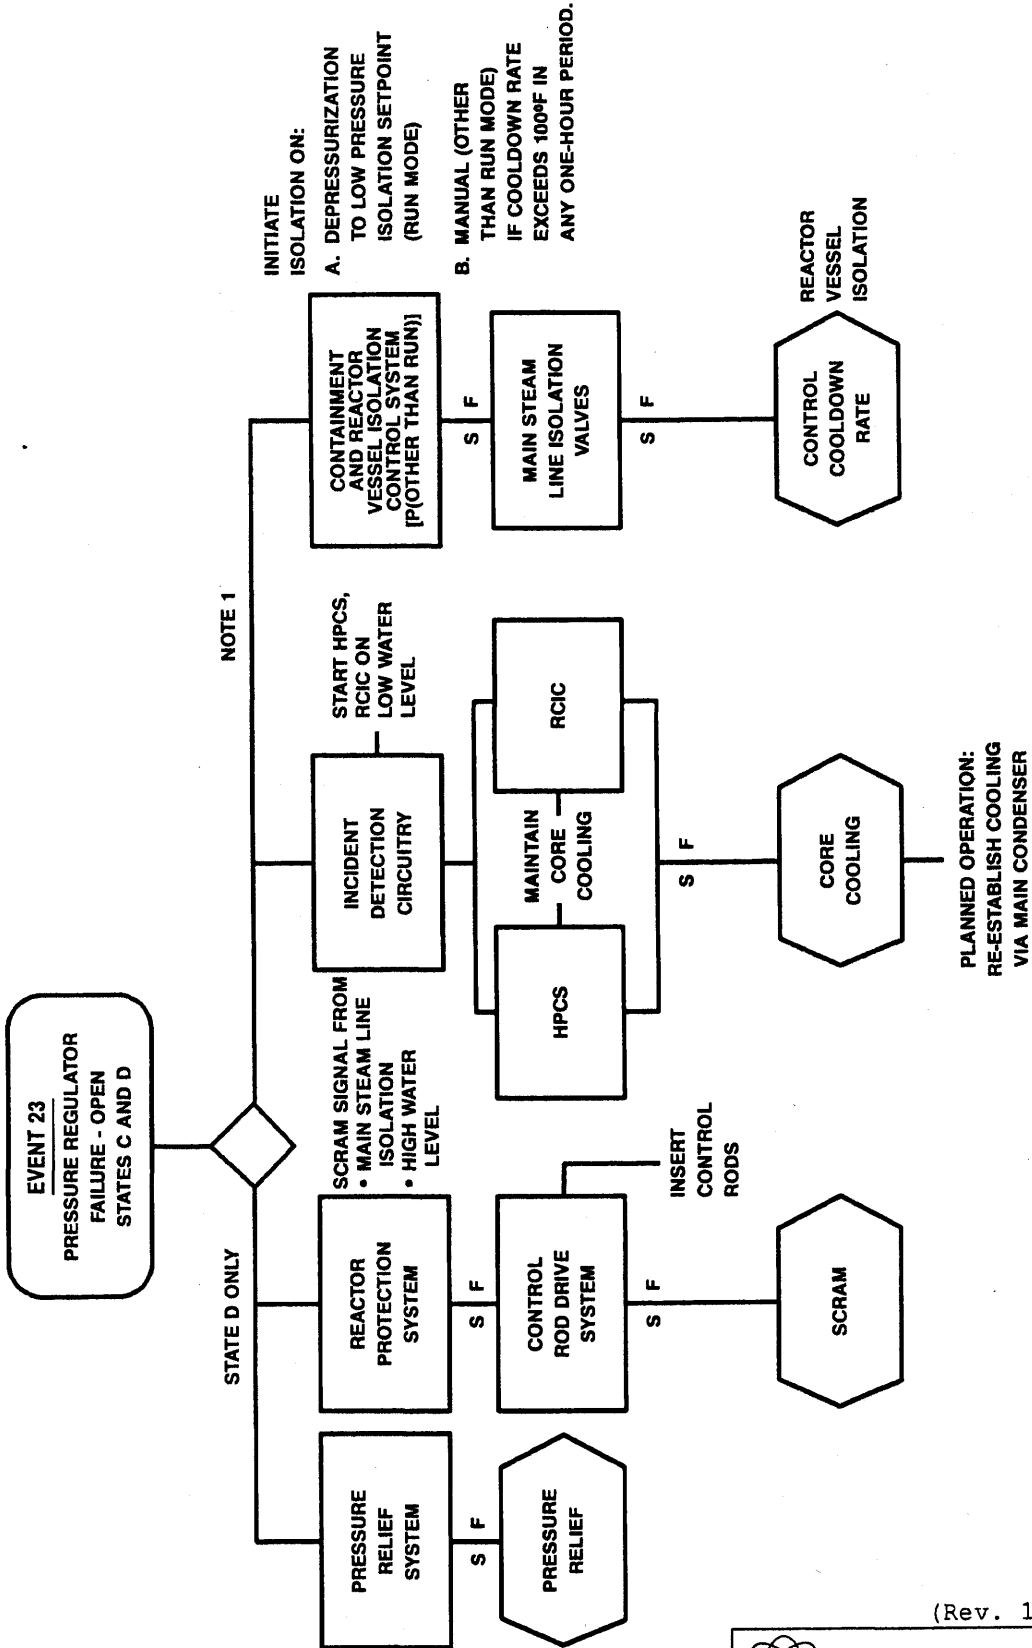 EVENT 23
PRESSURE REGULATOR
FAILURE - OPEN
STATES C AND D
STATE D ONLY
NOTE 1
PRESSURE
RELIEF
SYSTEM
S F
PRESSURE
RELIEF
REACTOR
PROTECTION
SYSTEM
SCRAM SIGNAL FROM
• MAIN STEAM LINE
ISOLATION
• HIGH WATER
LEVEL
S F
CONTROL
ROD DRIVE
SYSTEM
INSERT
CONTROL
RODS
S F
SCRAM
INCIDENT
DETECTION
CIRCUITRY
START HPCS,
RCIC ON
LOW WATER
LEVEL
HPCS
MAINTAIN
CORE
COOLING
RCIC
S F
CORE
COOLING
PLANNED OPERATION:
RE-ESTABLISH COOLING
VIA MAIN CONDENSER
CONTAINMENT
AND REACTOR
VESSEL ISOLATION
CONTROL SYSTEM
[P(OTHER THAN RUN)]
INITIATE
ISOLATION ON:
A. DEPRESSURIZATION
TO LOW PRESSURE
ISOLATION SETPOINT
(RUN MODE)
B. MANUAL (OTHER
THAN RUN MODE)
IF COOLDOWN RATE
EXCEEDS 100ºF IN
ANY ONE-HOUR PERIOD.
S F
MAIN STEAM
LINE ISOLATION
VALVES
S F
CONTROL
COOLDOWN
RATE
REACTOR
VESSEL
ISOLATION
(Rev. 1